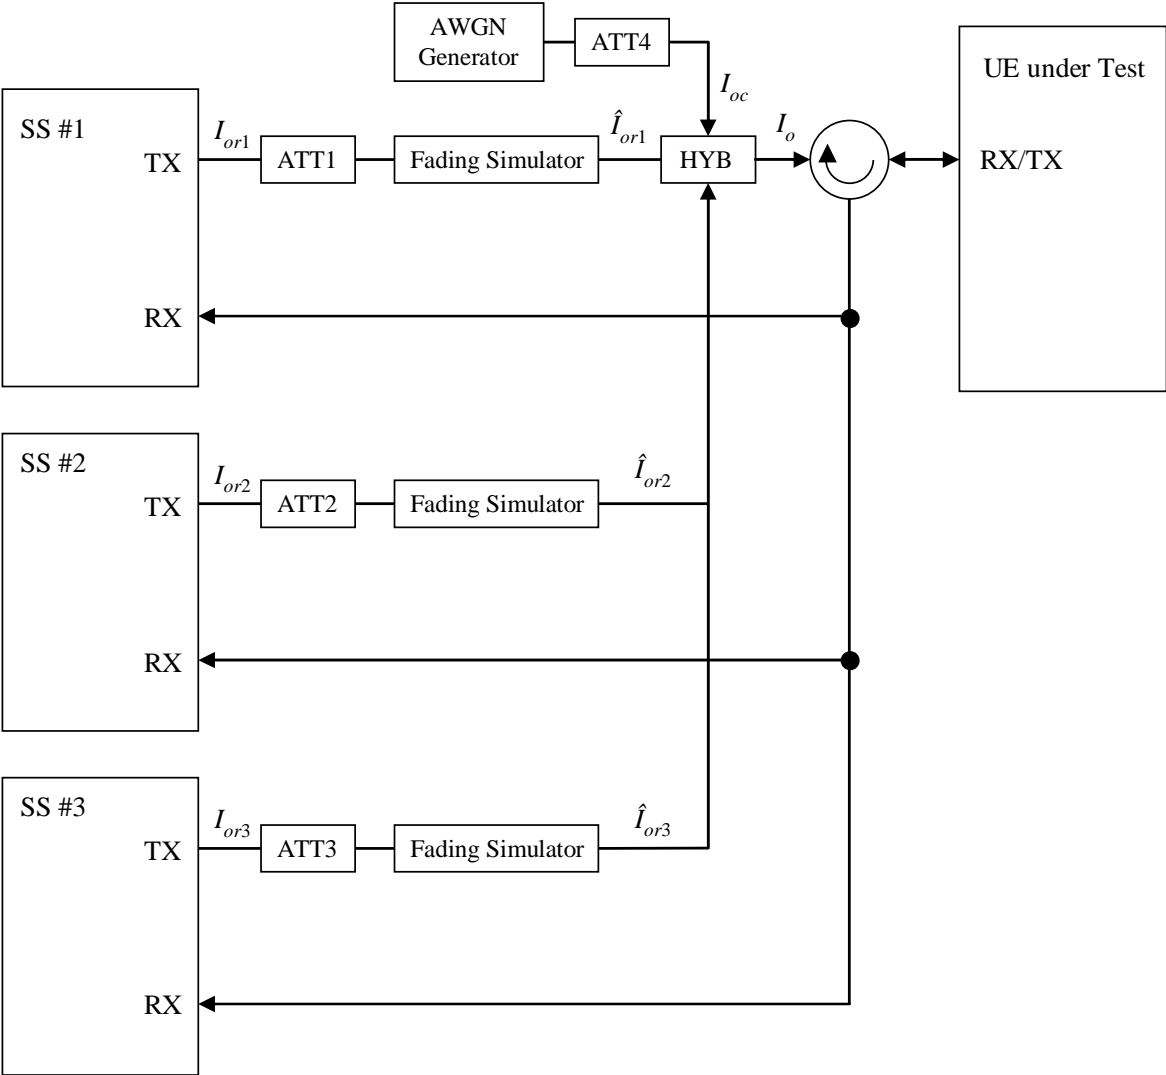 AWGN
Generator
ATT4
UE under Test
I_oc
SS #1
I_or1
Î_or1
I_o
TX
ATT1
Fading Simulator
HYB
RX/TX
RX
SS #2
I_or2
Î_or2
TX
ATT2
Fading Simulator
RX
SS #3
I_or3
Î_or3
TX
ATT3
Fading Simulator
RX